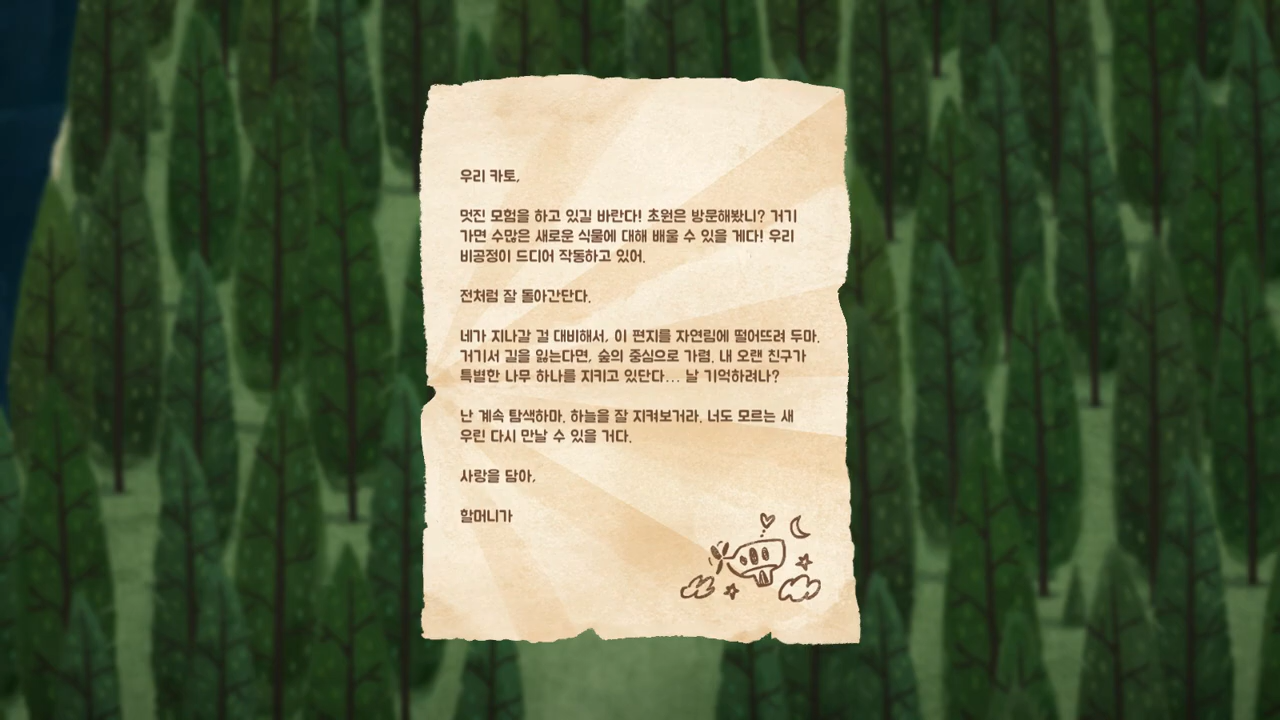 우리 카토,
멋진 모험을 하고 있길 바란다! 초원은 방문해봤니? 거기
가면 수많은 새로운 식물에 대해 배울 수 있을 게다! 우리
비공정이 드디어 작동하고 있어.
전처럼 잘 돌아간단다.
네가 지나갈 걸 대비해서, 이 편지를 자연림에 떨어뜨려 두마.
거기서 길을 잃는다면, 숲의 중심으로 가렴. 내 오랜 친구가
특별한 나무 하나를 지키고 있단다... 날 기억하려나?
난 계속 탐색하마. 하늘을 잘 지켜보거라. 너도 모르는 새
우린 다시 만날 수 있을 거다.
사랑을 담아,
할머니가